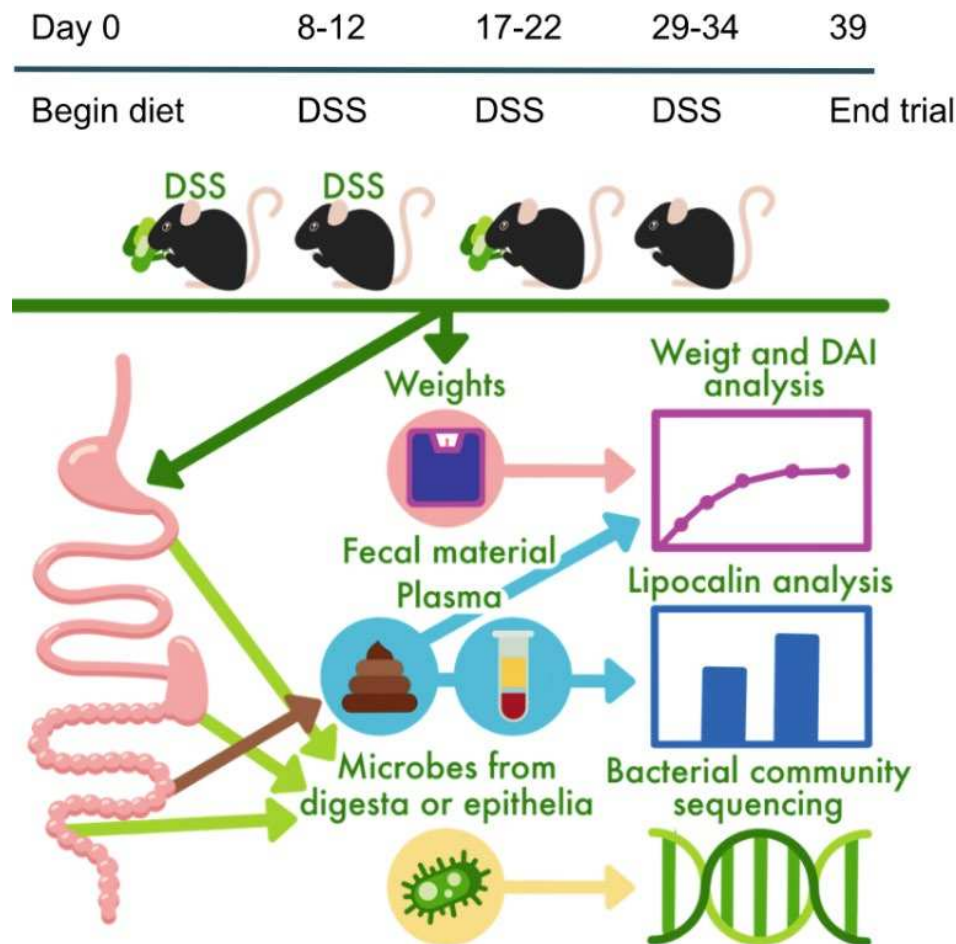 Day 0 8-12 17-22 29-34 39
Begin diet DSS DSS DSS End trial
DSS DSS
Weights
Weigt and DAI
analysis
Fecal material
Plasma
Lipocalin analysis
Microbes from
digesta or epithelia
Bacterial community
sequencing